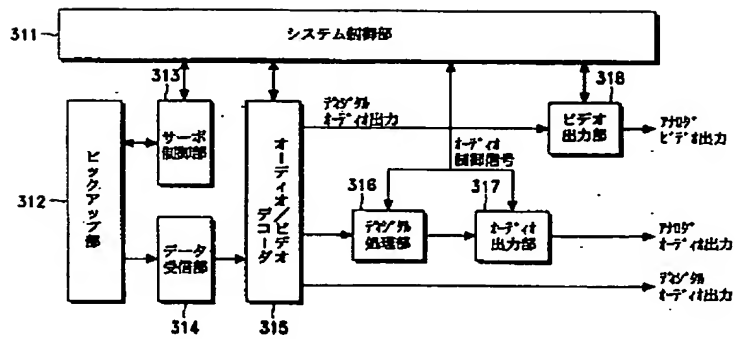 311
システム制御部
313
318
サーボ
制御部
ピックアップ部
312
オーディオ/ビデオ
デコーダ
デジタル
オーディオ出力
ビデオ
出力部
アナログ
ビデオ出力
オーディオ
制御信号
316
317
データ
受信部
デジタル
処理部
オーディオ
出力部
アナログ
オーディオ出力
デジタル
オーディオ出力
314
315